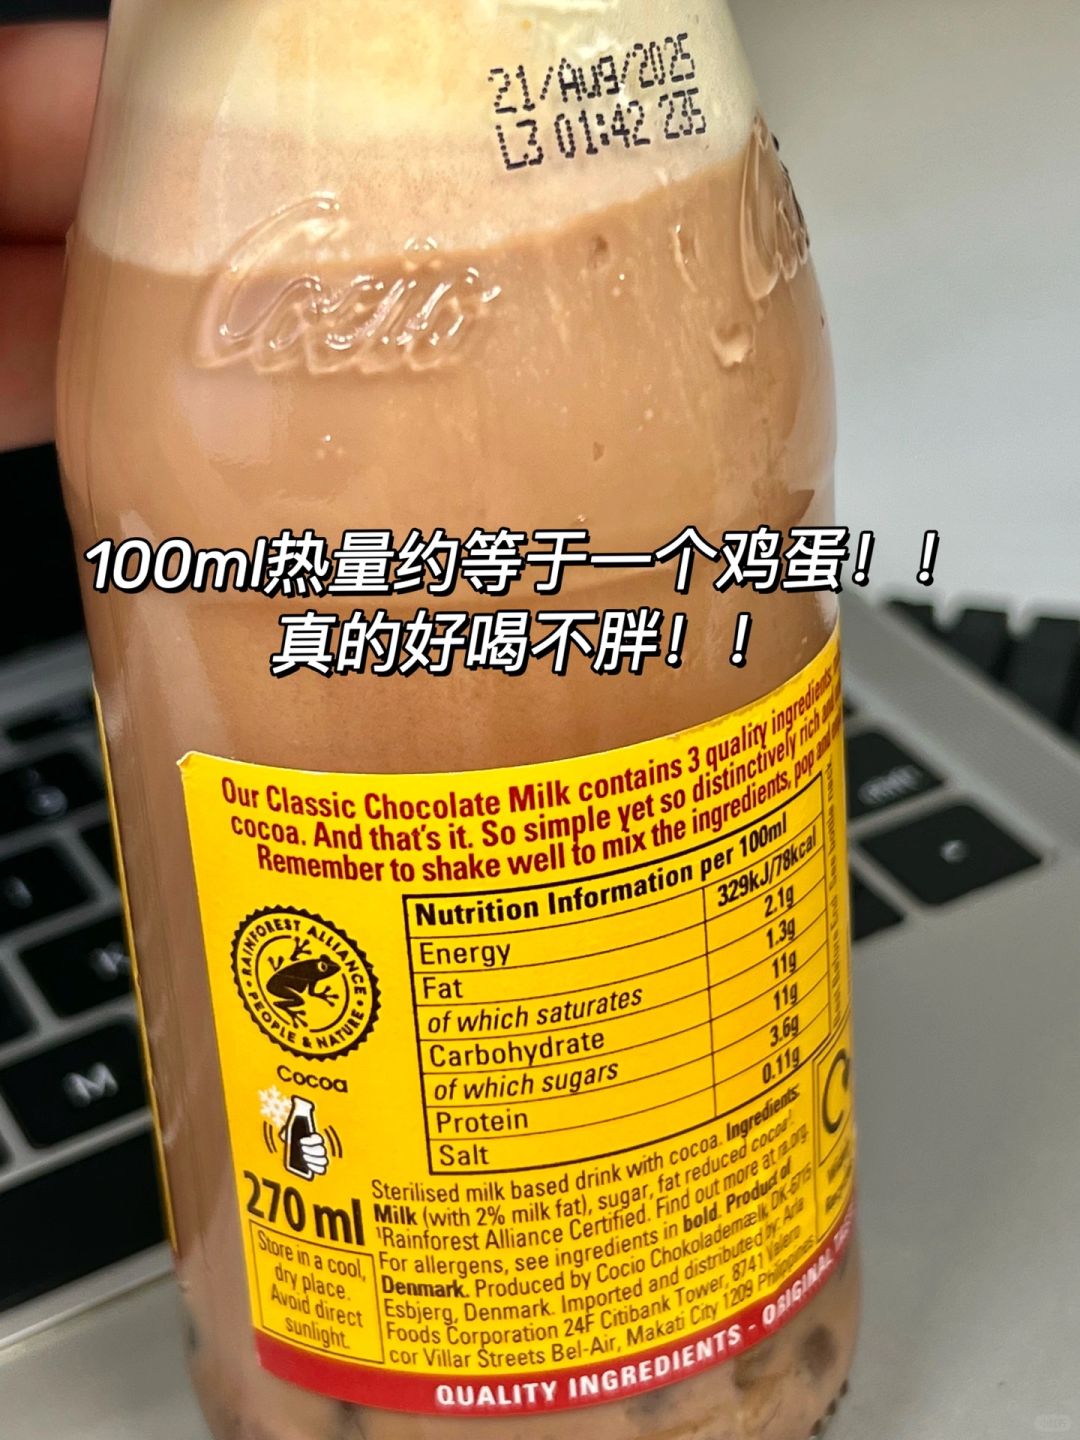 21/Aug/2025
L3 01:42 235
Cocio
100ml热量约等于一个鸡蛋！！
真的好喝不胖！！
Our Classic Chocolate Milk contains 3 quality ingredients:
cocoa. And that's it. So simple yet so distinctively rich and
Remember to shake well to mix the ingredients, pop and
Nutrition Information per 100ml
Energy 329kJ/78kcal
Fat 2.1g
of which saturates 1.3g
Carbohydrate 11g
of which sugars 11g
Protein 3.6g
Salt 0.11g
RAINFOREST ALLIANCE
PEOPLE & NATURE
Cocoa
270 ml
Store in a cool,
dry place.
Avoid direct
sunlight.
Sterilised milk based drink with cocoa. Ingredients:
Milk (with 2% milk fat), sugar, fat reduced cocoa¹.
¹Rainforest Alliance Certified. Find out more at ra.org.
For allergens, see ingredients in bold. Product of
Denmark. Produced by Cocio Chokolademælk, DK-6715
Esbjerg, Denmark. Imported and distributed by: Arla
Foods Corporation 24F Citibank Tower, 8741 Valero
cor Villar Streets Bel-Air, Makati City 1209 Philippines
QUALITY INGREDIENTS - ORIGINAL
M